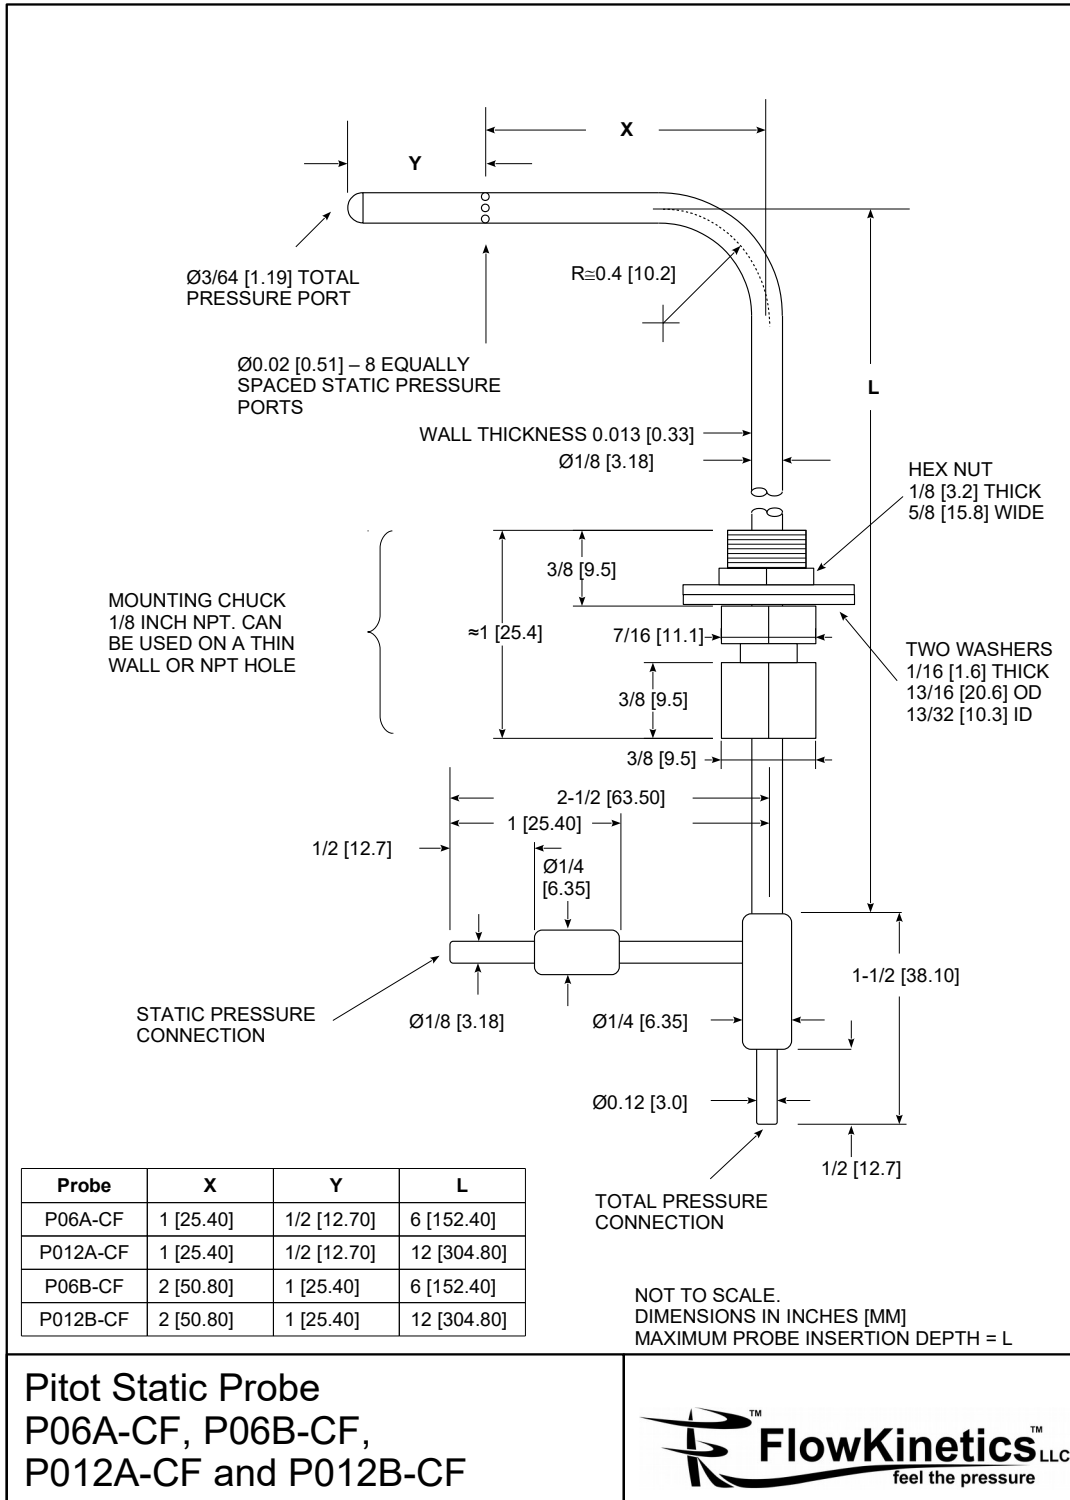 X
Y
Ø3/64 [1.19] TOTAL
PRESSURE PORT
R≅0.4 [10.2]
Ø0.02 [0.51] – 8 EQUALLY
SPACED STATIC PRESSURE
PORTS
L
WALL THICKNESS 0.013 [0.33]
Ø1/8 [3.18]
HEX NUT
1/8 [3.2] THICK
5/8 [15.8] WIDE
3/8 [9.5]
MOUNTING CHUCK
1/8 INCH NPT. CAN
BE USED ON A THIN
WALL OR NPT HOLE
≈1 [25.4]
7/16 [11.1]
TWO WASHERS
1/16 [1.6] THICK
13/16 [20.6] OD
13/32 [10.3] ID
3/8 [9.5]
3/8 [9.5]
2-1/2 [63.50]
1 [25.40]
1/2 [12.7]
Ø1/4
[6.35]
1-1/2 [38.10]
STATIC PRESSURE
CONNECTION
Ø1/8 [3.18]
Ø1/4 [6.35]
Ø0.12 [3.0]
1/2 [12.7]
TOTAL PRESSURE
CONNECTION
Probe X Y L
P06A-CF 1 [25.40] 1/2 [12.70] 6 [152.40]
P012A-CF 1 [25.40] 1/2 [12.70] 12 [304.80]
P06B-CF 2 [50.80] 1 [25.40] 6 [152.40]
P012B-CF 2 [50.80] 1 [25.40] 12 [304.80]
NOT TO SCALE.
DIMENSIONS IN INCHES [MM]
MAXIMUM PROBE INSERTION DEPTH = L
Pitot Static Probe
P06A-CF, P06B-CF,
P012A-CF and P012B-CF
TM
FlowKinetics TM LLC
feel the pressure